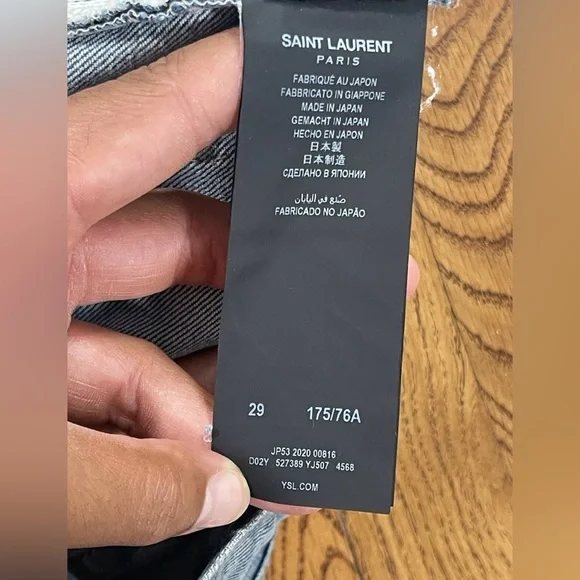 SAINT LAURENT
PARIS
FABRIQUÉ AU JAPON
FABBRICATO IN GIAPPONE
MADE IN JAPAN
GEMACHT IN JAPAN
HECHO EN JAPON
日本製
日本制造
СДЕЛАНО В ЯПОНИИ
صُنع في اليابان
FABRICADO NO JAPÃO
29 175/76A
JP53 2020 00816
D02Y 527389 YJ507 4568
YSL.COM